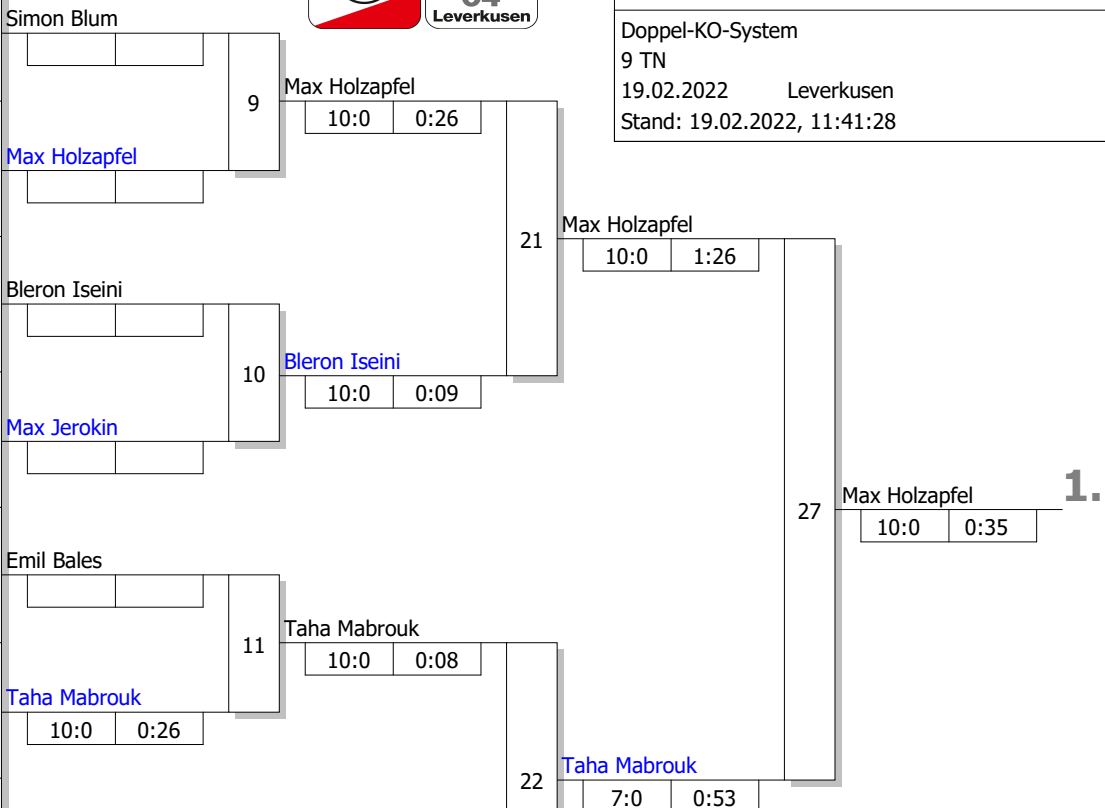 Simon Blum
Leverkusen
Doppel-KO-System
9 TN
19.02.2022 Leverkusen
Stand: 19.02.2022, 11:41:28
9
Max Holzapfel
10:0 0:26
Max Holzapfel
21
Max Holzapfel
10:0 1:26
Bleron Iseini
10
Bleron Iseini
10:0 0:09
Max Jerokin
27
Max Holzapfel
1.
10:0 0:35
Emil Bales
11
Taha Mabrouk
10:0 0:08
Taha Mabrouk
10:0 0:26
22
Taha Mabrouk
7:0 0:53